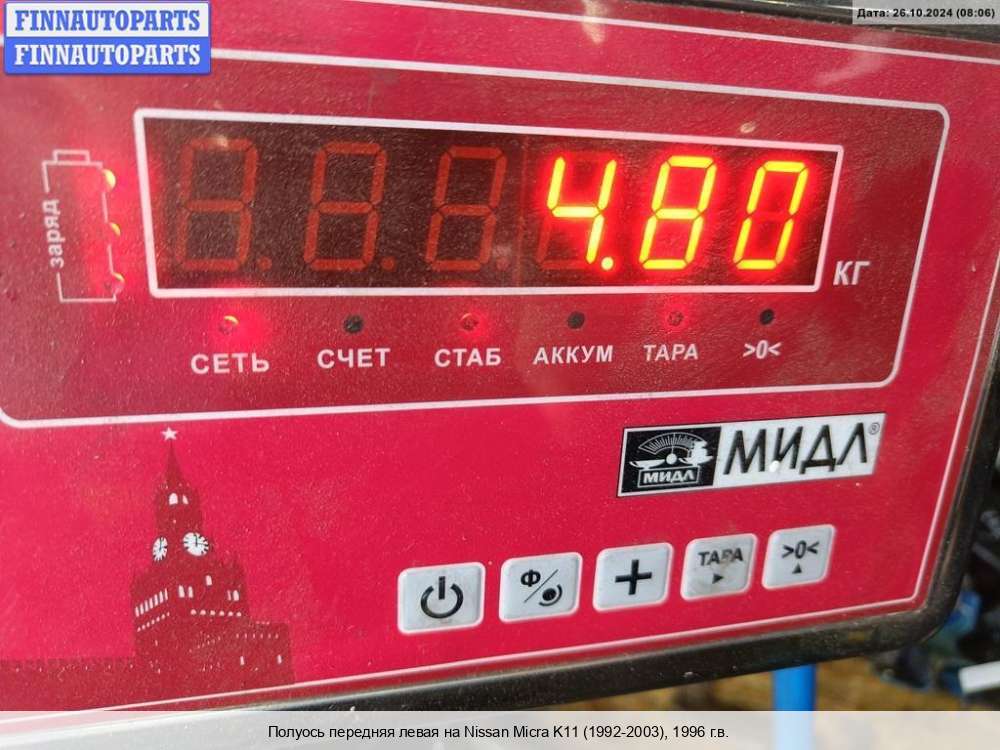 FINNAUTOPARTS
FINNAUTOPARTS
Дата: 26.10.2024 (08:06)
заряд
4.80
КГ
СЕТЬ СЧЕТ СТАБ АККУМ ТАРА >0<
МИДЛ МИДЛ®
Ф ТАРА >0<
Полуось передняя левая на Nissan Micra K11 (1992-2003), 1996 г.в.